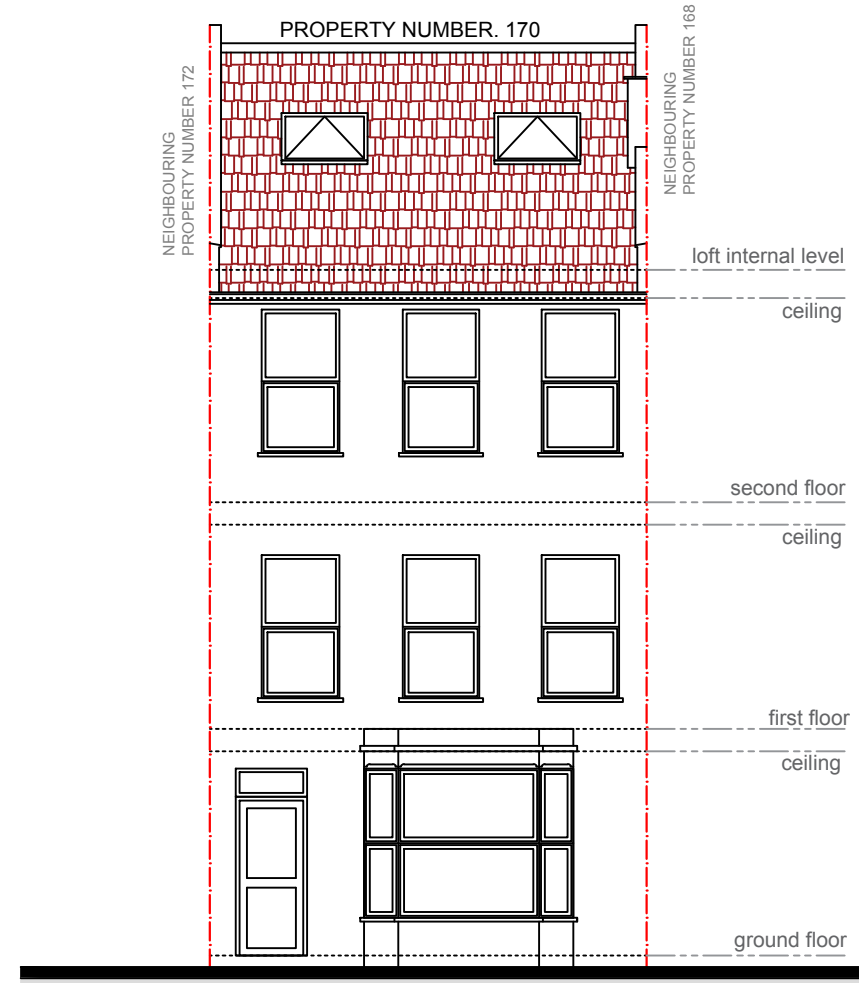 PROPERTY NUMBER. 170
NEIGHBOURING
PROPERTY NUMBER 172
NEIGHBOURING
PROPERTY NUMBER 168
loft internal level
ceiling
second floor
ceiling
first floor
ceiling
ground floor